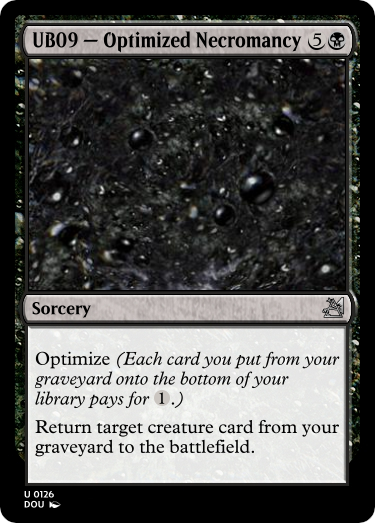 UB09 — Optimized Necromancy 5
Sorcery
Optimize (Each card you put from your
graveyard onto the bottom of your
library pays for 1 .)
Return target creature card from your
graveyard to the battlefield.
U 0126
DOU